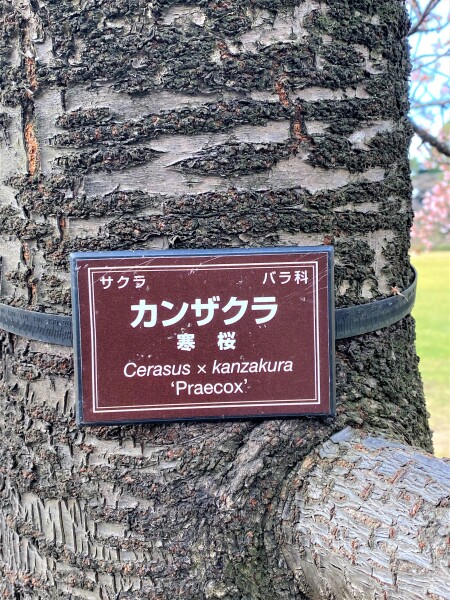 サクラ バラ科
カンザクラ
寒桜
Cerasus × kanzakura
‘Praecox’